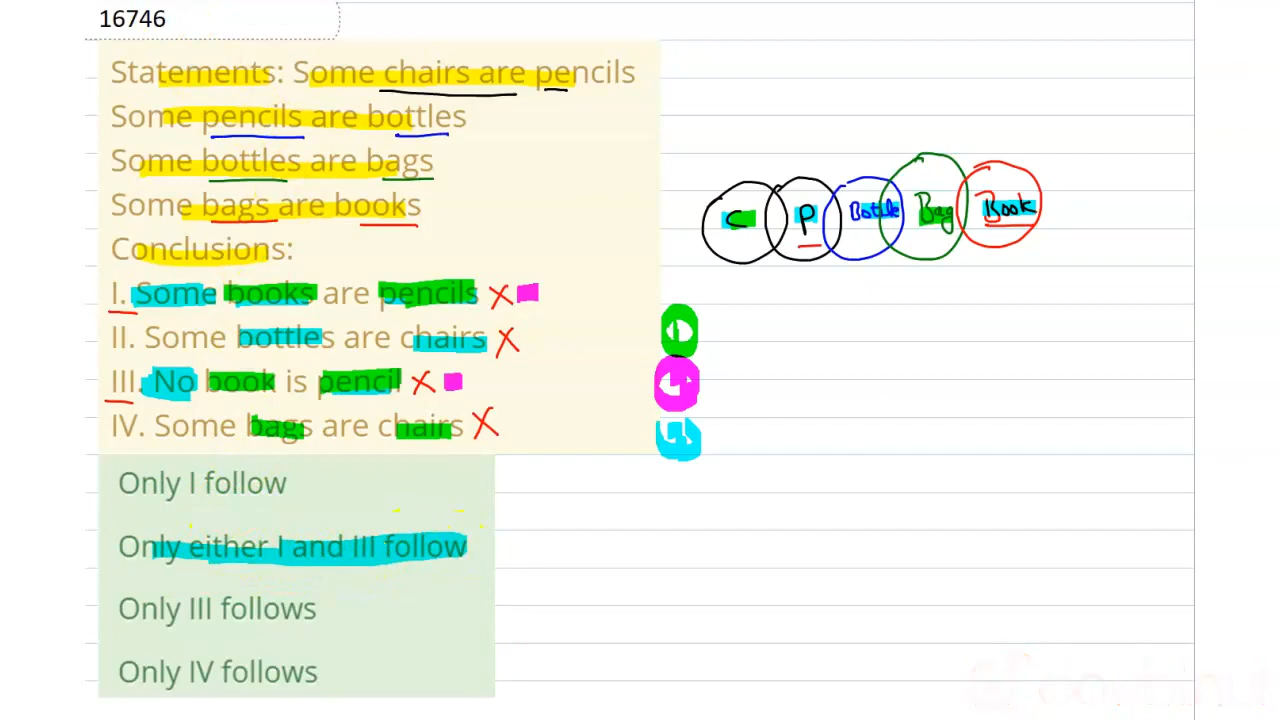 16746
Statements: Some chairs are pencils
Some pencils are bottles
Some bottles are bags
Some bags are books
Conclusions:
I. Some books are pencils
II. Some bottles are chairs
III. No book is pencil
IV. Some bags are chairs
C P Bottle Bag Book
Only I follow
Only either I and III follow
Only III follows
Only IV follows